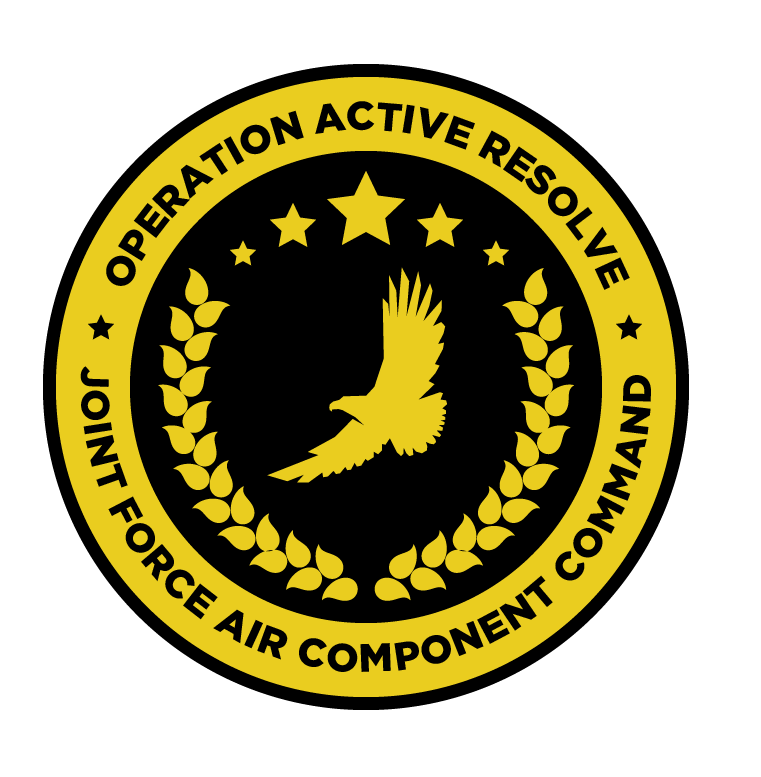 OPERATION ACTIVE RESOLVE
JOINT FORCE AIR COMPONENT COMMAND